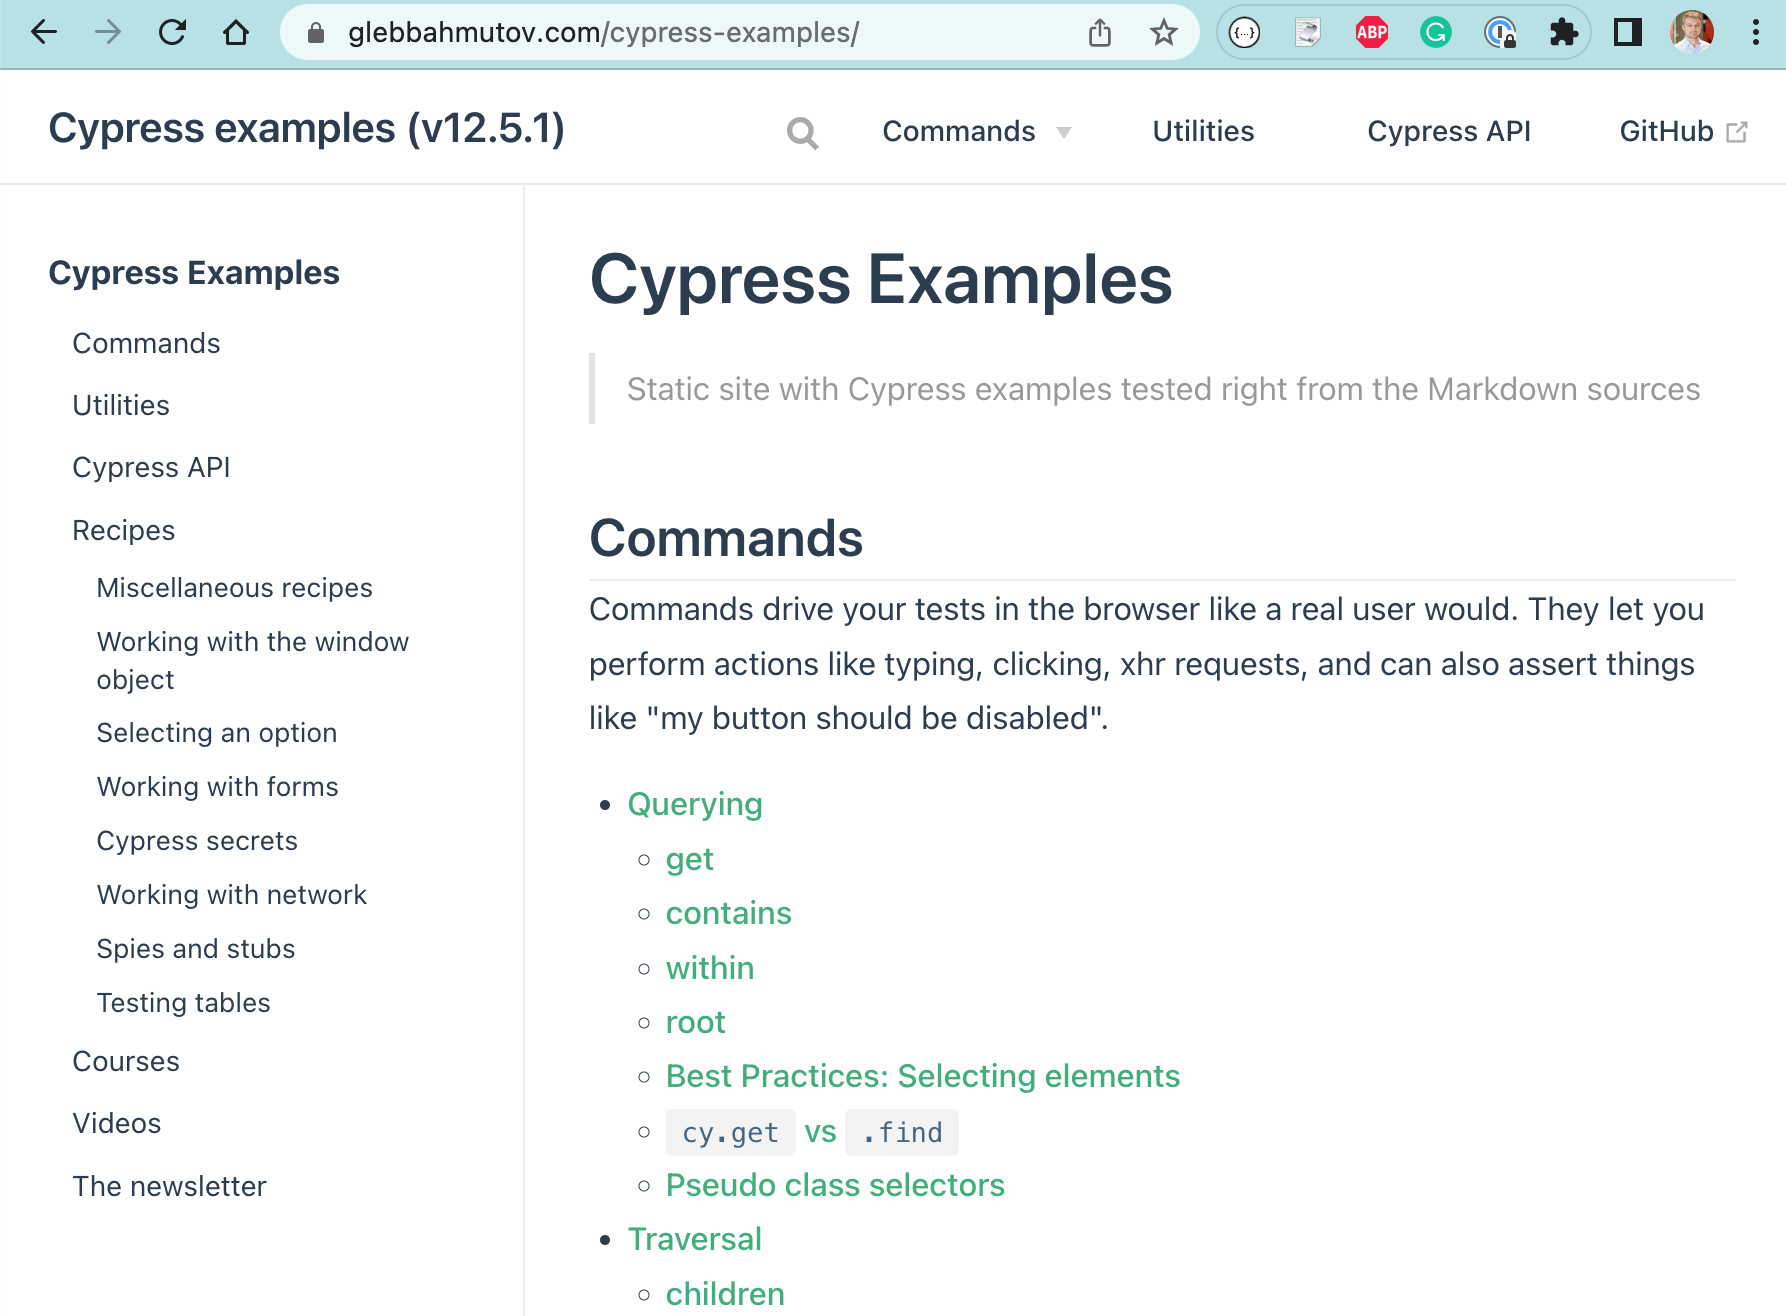 glebbahmutov.com/cypress-examples/
{...}
ABP
G
Cypress examples (v12.5.1)
Commands
Utilities
Cypress API
GitHub
Cypress Examples
Commands
Utilities
Cypress API
Recipes
Miscellaneous recipes
Working with the window
object
Selecting an option
Working with forms
Cypress secrets
Working with network
Spies and stubs
Testing tables
Courses
Videos
The newsletter
Cypress Examples
Static site with Cypress examples tested right from the Markdown sources
Commands
Commands drive your tests in the browser like a real user would. They let you
perform actions like typing, clicking, xhr requests, and can also assert things
like "my button should be disabled".
Querying
get
contains
within
root
Best Practices: Selecting elements
cy.get vs .find
Pseudo class selectors
Traversal
children